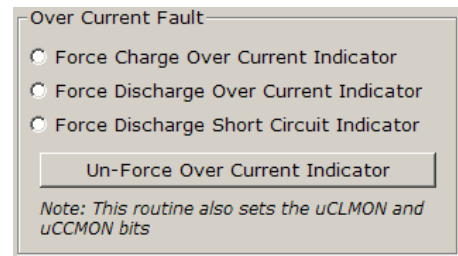 Over Current Fault
Force Charge Over Current Indicator
Force Discharge Over Current Indicator
Force Discharge Short Circuit Indicator
Un-Force Over Current Indicator
Note: This routine also sets the uCLMON and
uCCMON bits